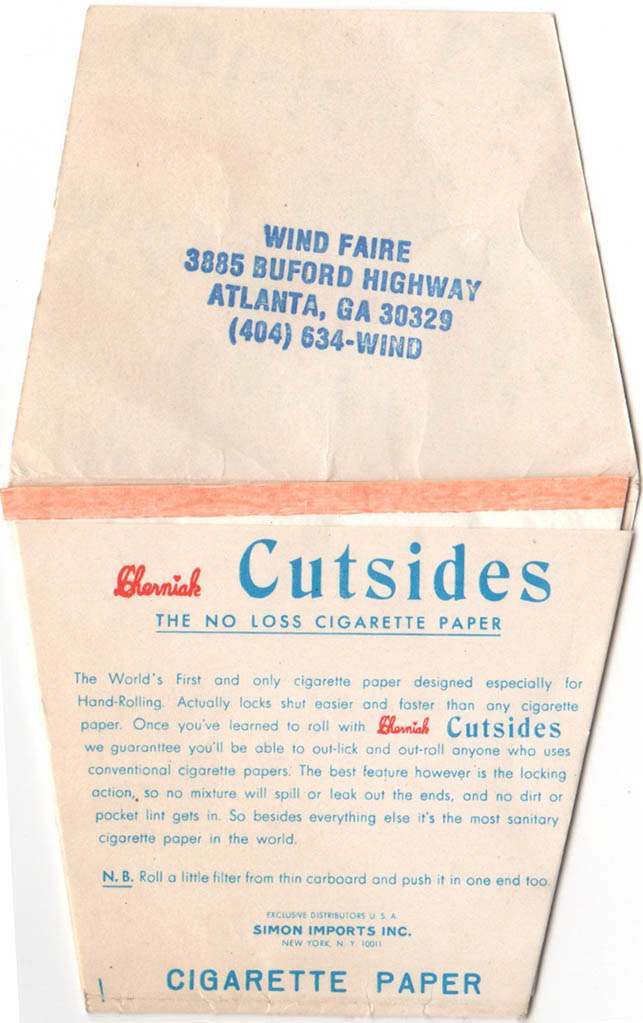 WIND FAIRE
3885 BUFORD HIGHWAY
ATLANTA, GA 30329
(404) 634-WIND
Cherniak Cutsides
THE NO LOSS CIGARETTE PAPER
The World's First and only cigarette paper designed especially for
Hand-Rolling. Actually locks shut easier and faster than any cigarette
paper. Once you've learned to roll with Cherniak Cutsides
we guarantee you'll be able to out-lick and out-roll anyone who uses
conventional cigarette papers. The best feature however is the locking
action, so no mixture will spill or leak out the ends, and no dirt or
pocket lint gets in. So besides everything else it's the most sanitary
cigarette paper in the world.
N.B. Roll a little filter from thin carboard and push it in one end too.
EXCLUSIVE DISTRIBUTORS U. S. A.
SIMON IMPORTS INC.
NEW YORK, N. Y. 10011
CIGARETTE PAPER